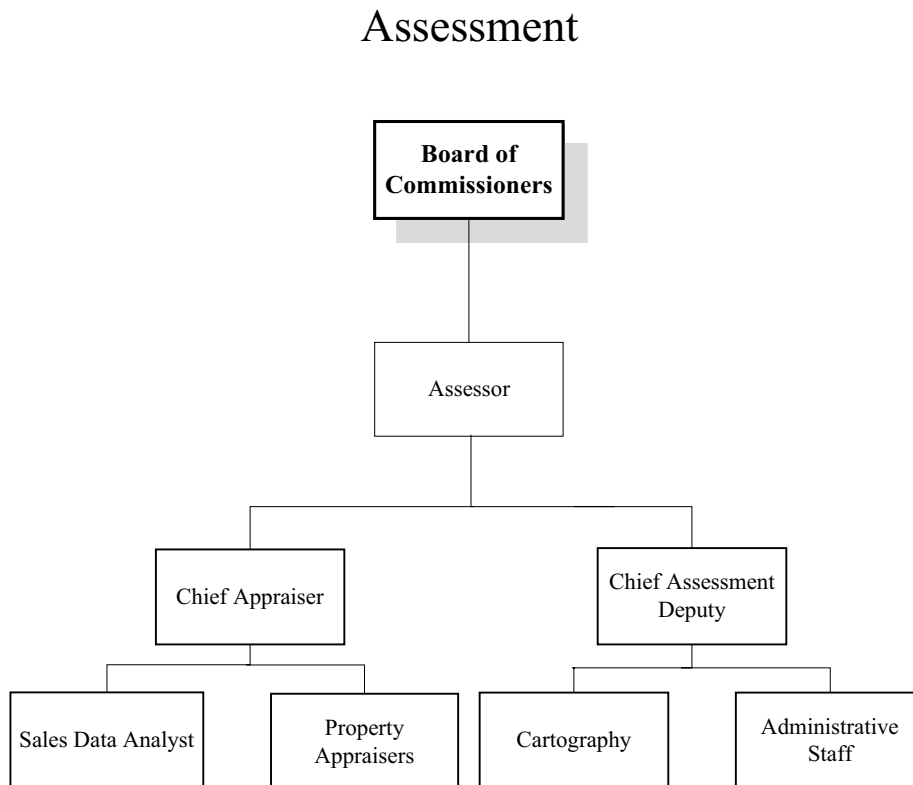 Assessment
Board of
Commissioners
Assessor
Chief Appraiser
Chief Assessment
Deputy
Sales Data Analyst
Property
Appraisers
Cartography
Administrative
Staff